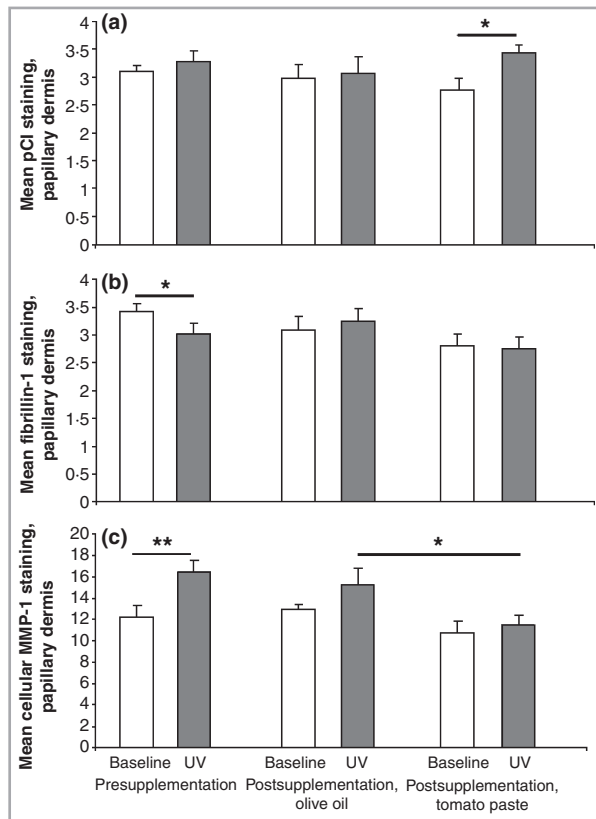 (a)
Mean pCI staining,
papillary dermis
4
3·5
3
2·5
2
1·5
1
0·5
0
*
(b)
Mean fibrillin-1 staining,
papillary dermis
4
3·5
3
2·5
2
1·5
1
0·5
0
*
(c)
Mean cellular MMP-1 staining,
papillary dermis
20
18
16
14
12
10
8
6
4
2
0
**
*
Baseline UV Baseline UV Baseline UV
Presupplementation Postsupplementation, Postsupplementation,
olive oil tomato paste